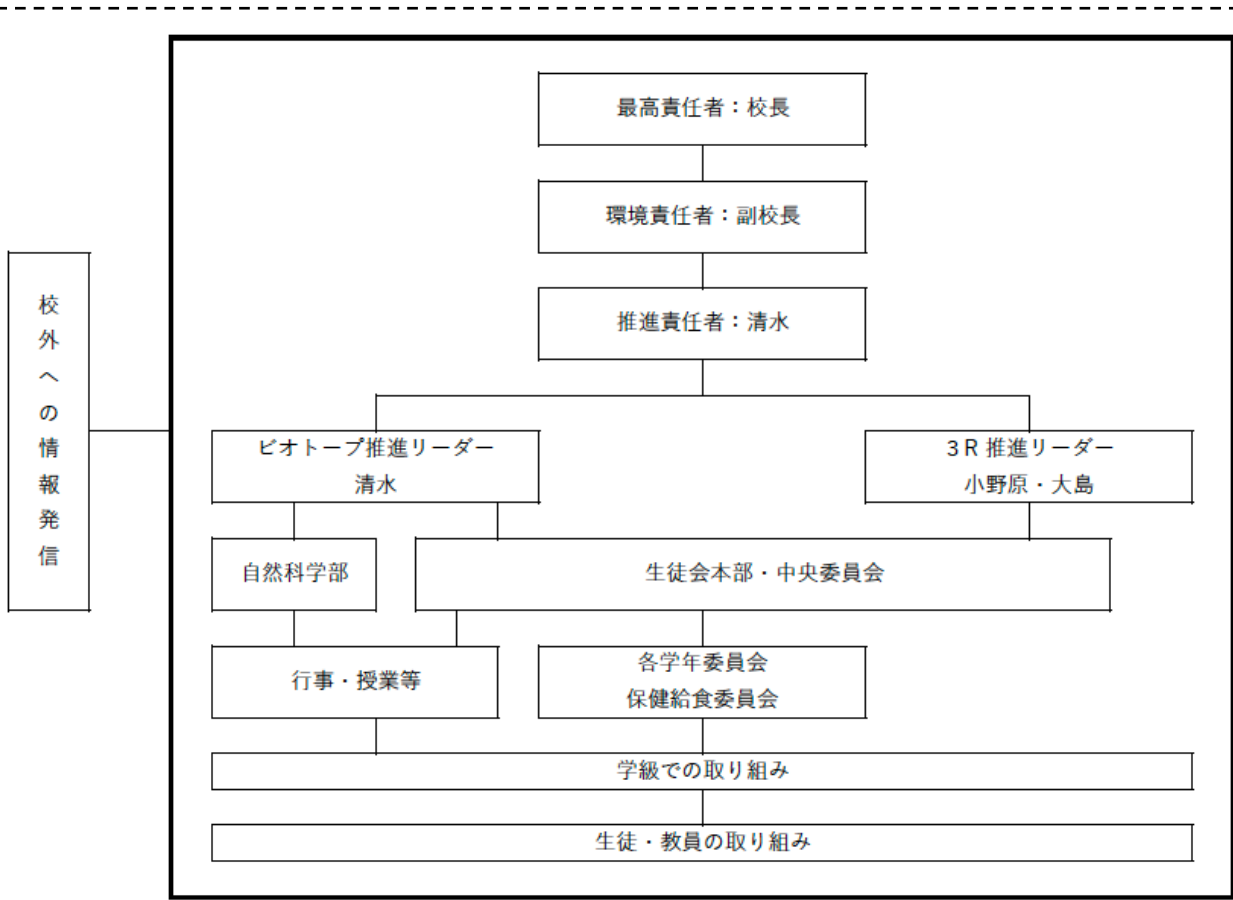 最高責任者：校長
環境責任者：副校長
推進責任者：清水
校外への情報発信
ビオトープ推進リーダー
清水
３Ｒ推進リーダー
小野原・大島
自然科学部
生徒会本部・中央委員会
行事・授業等
各学年委員会
保健給食委員会
学級での取り組み
生徒・教員の取り組み